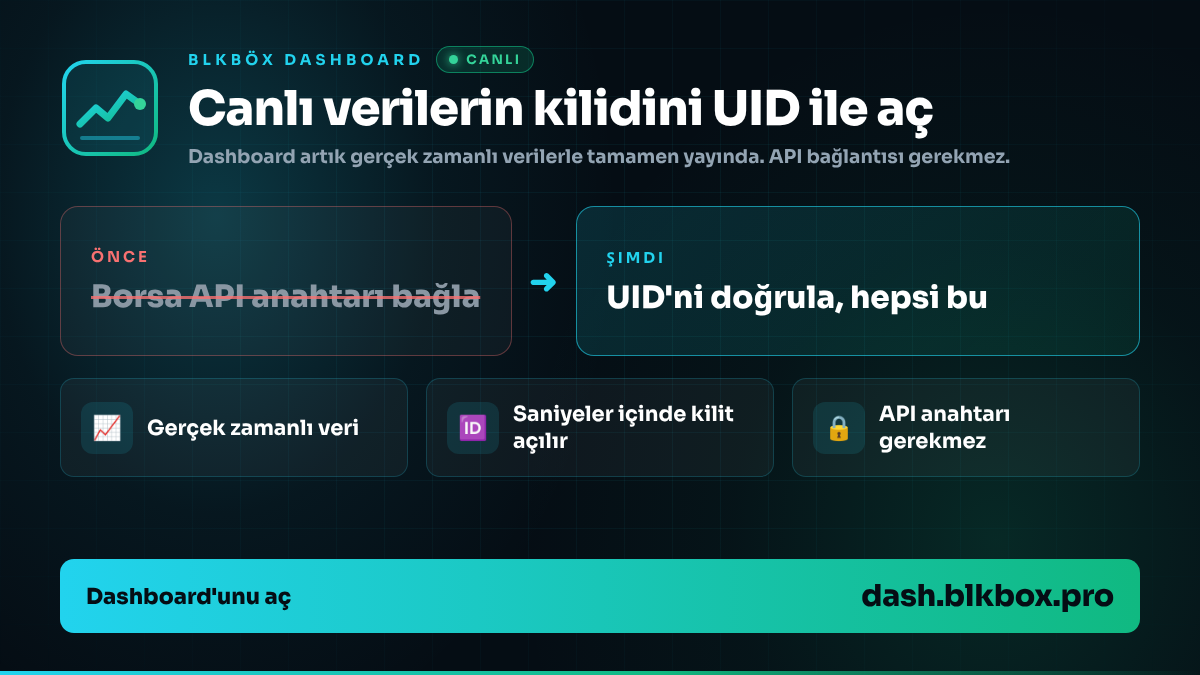 BLKBÖX DASHBOARD
CANLI
Canlı verilerin kilidini UID ile aç
Dashboard artık gerçek zamanlı verilerle tamamen yayında. API bağlantısı gerekmez.
ÖNCE
Borsa API anahtarı bağla
➜
ŞIMDI
UID'ni doğrula, hepsi bu
Gerçek zamanlı veri
ID
Saniyeler içinde kilit
açılır
API anahtarı
gerekmez
Dashboard'unu aç
dash.blkbox.pro